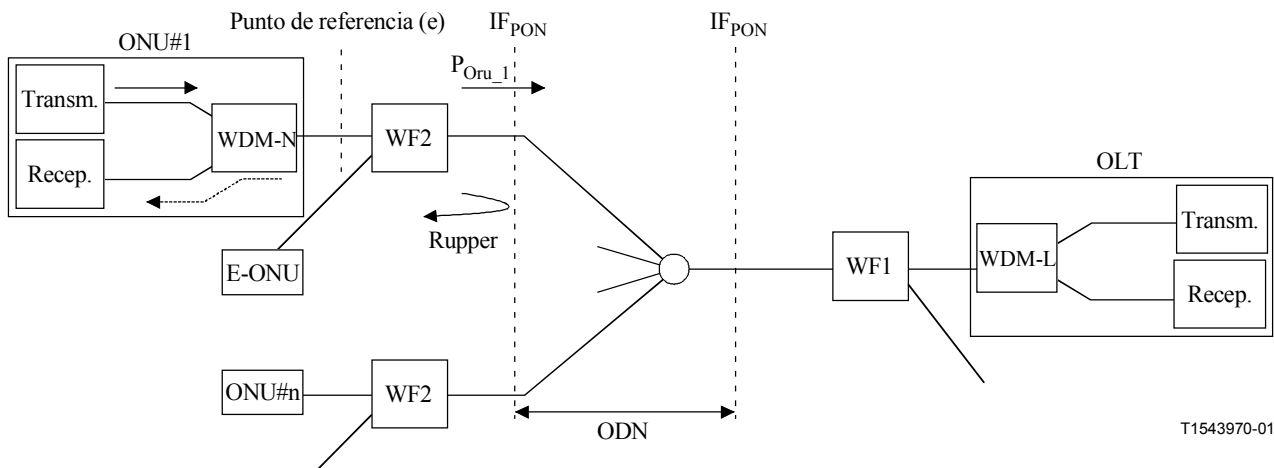 Punto de referencia (e)
IF_PON
IF_PON
ONU#1
P_Oru_1
Transm.
WDM-N
WF2
Recep.
OLT
Rupper
Transm.
E-ONU
WF1
WDM-L
Recep.
ONU#n
WF2
ODN
T1543970-01